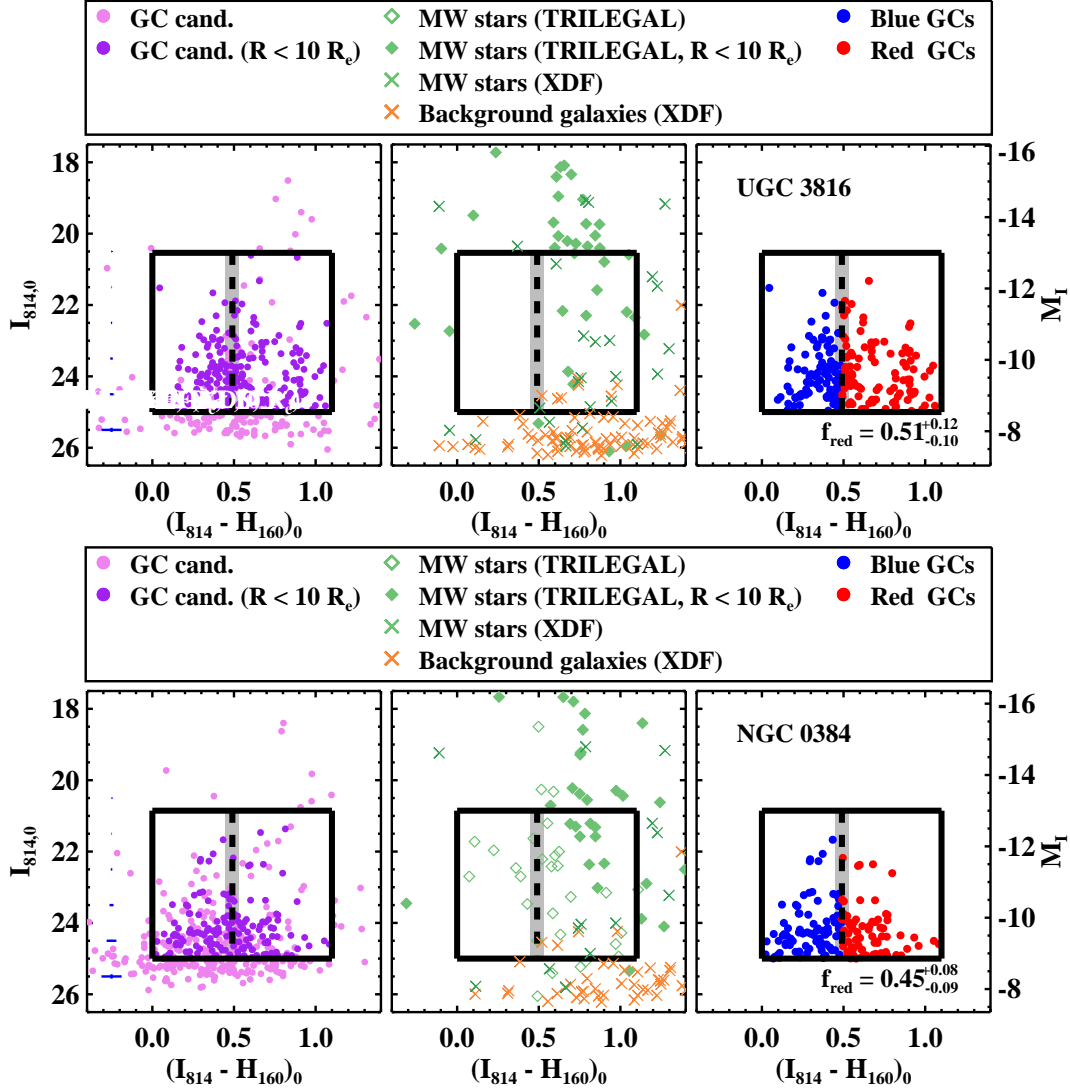 GC cand. MW stars (TRILEGAL) Blue GCs
GC cand. (R < 10 Re) MW stars (TRILEGAL, R < 10 Re) Red GCs
MW stars (XDF)
Background galaxies (XDF)
18 20 22 24 26
I814,0
UGC 3816
fred = 0.51 +0.12 -0.10
-16 -14 -12 -10 -8
MI
0.0 0.5 1.0 0.0 0.5 1.0 0.0 0.5 1.0
(I814 - H160)0 (I814 - H160)0 (I814 - H160)0
GC cand. MW stars (TRILEGAL) Blue GCs
GC cand. (R < 10 Re) MW stars (TRILEGAL, R < 10 Re) Red GCs
MW stars (XDF)
Background galaxies (XDF)
18 20 22 24 26
I814,0
NGC 0384
fred = 0.45 +0.08 -0.09
-16 -14 -12 -10 -8
MI
0.0 0.5 1.0 0.0 0.5 1.0 0.0 0.5 1.0
(I814 - H160)0 (I814 - H160)0 (I814 - H160)0